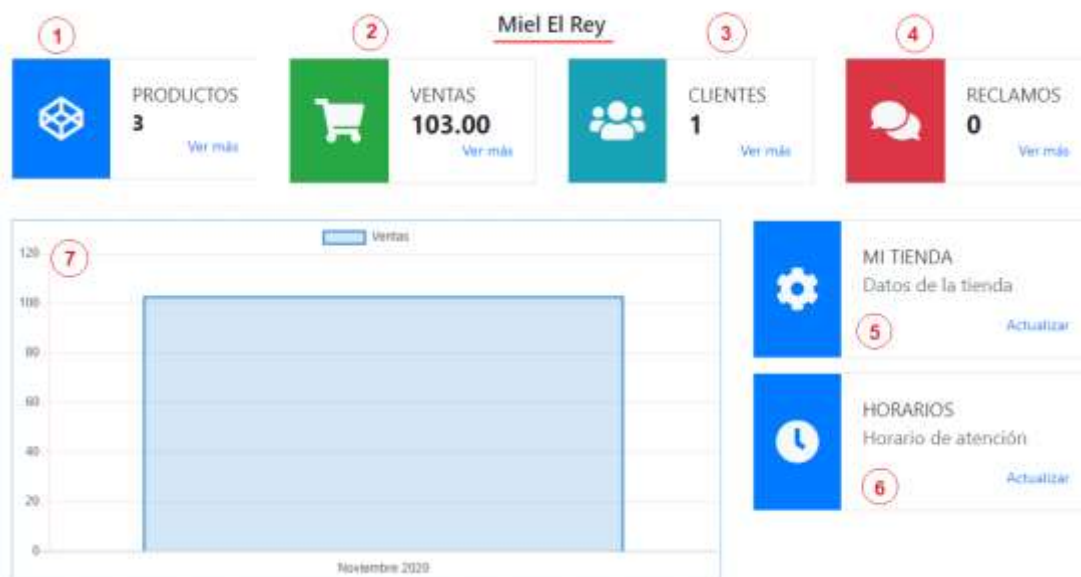 Miel El Rey
1
2
3
4
PRODUCTOS
3
Ver más
VENTAS
103.00
Ver más
CLIENTES
1
Ver más
RECLAMOS
0
Ver más
7
Ventas
120
100
80
60
40
20
0
Noviembre 2020
MI TIENDA
Datos de la tienda
5
Actualizar
HORARIOS
Horario de atención
6
Actualizar